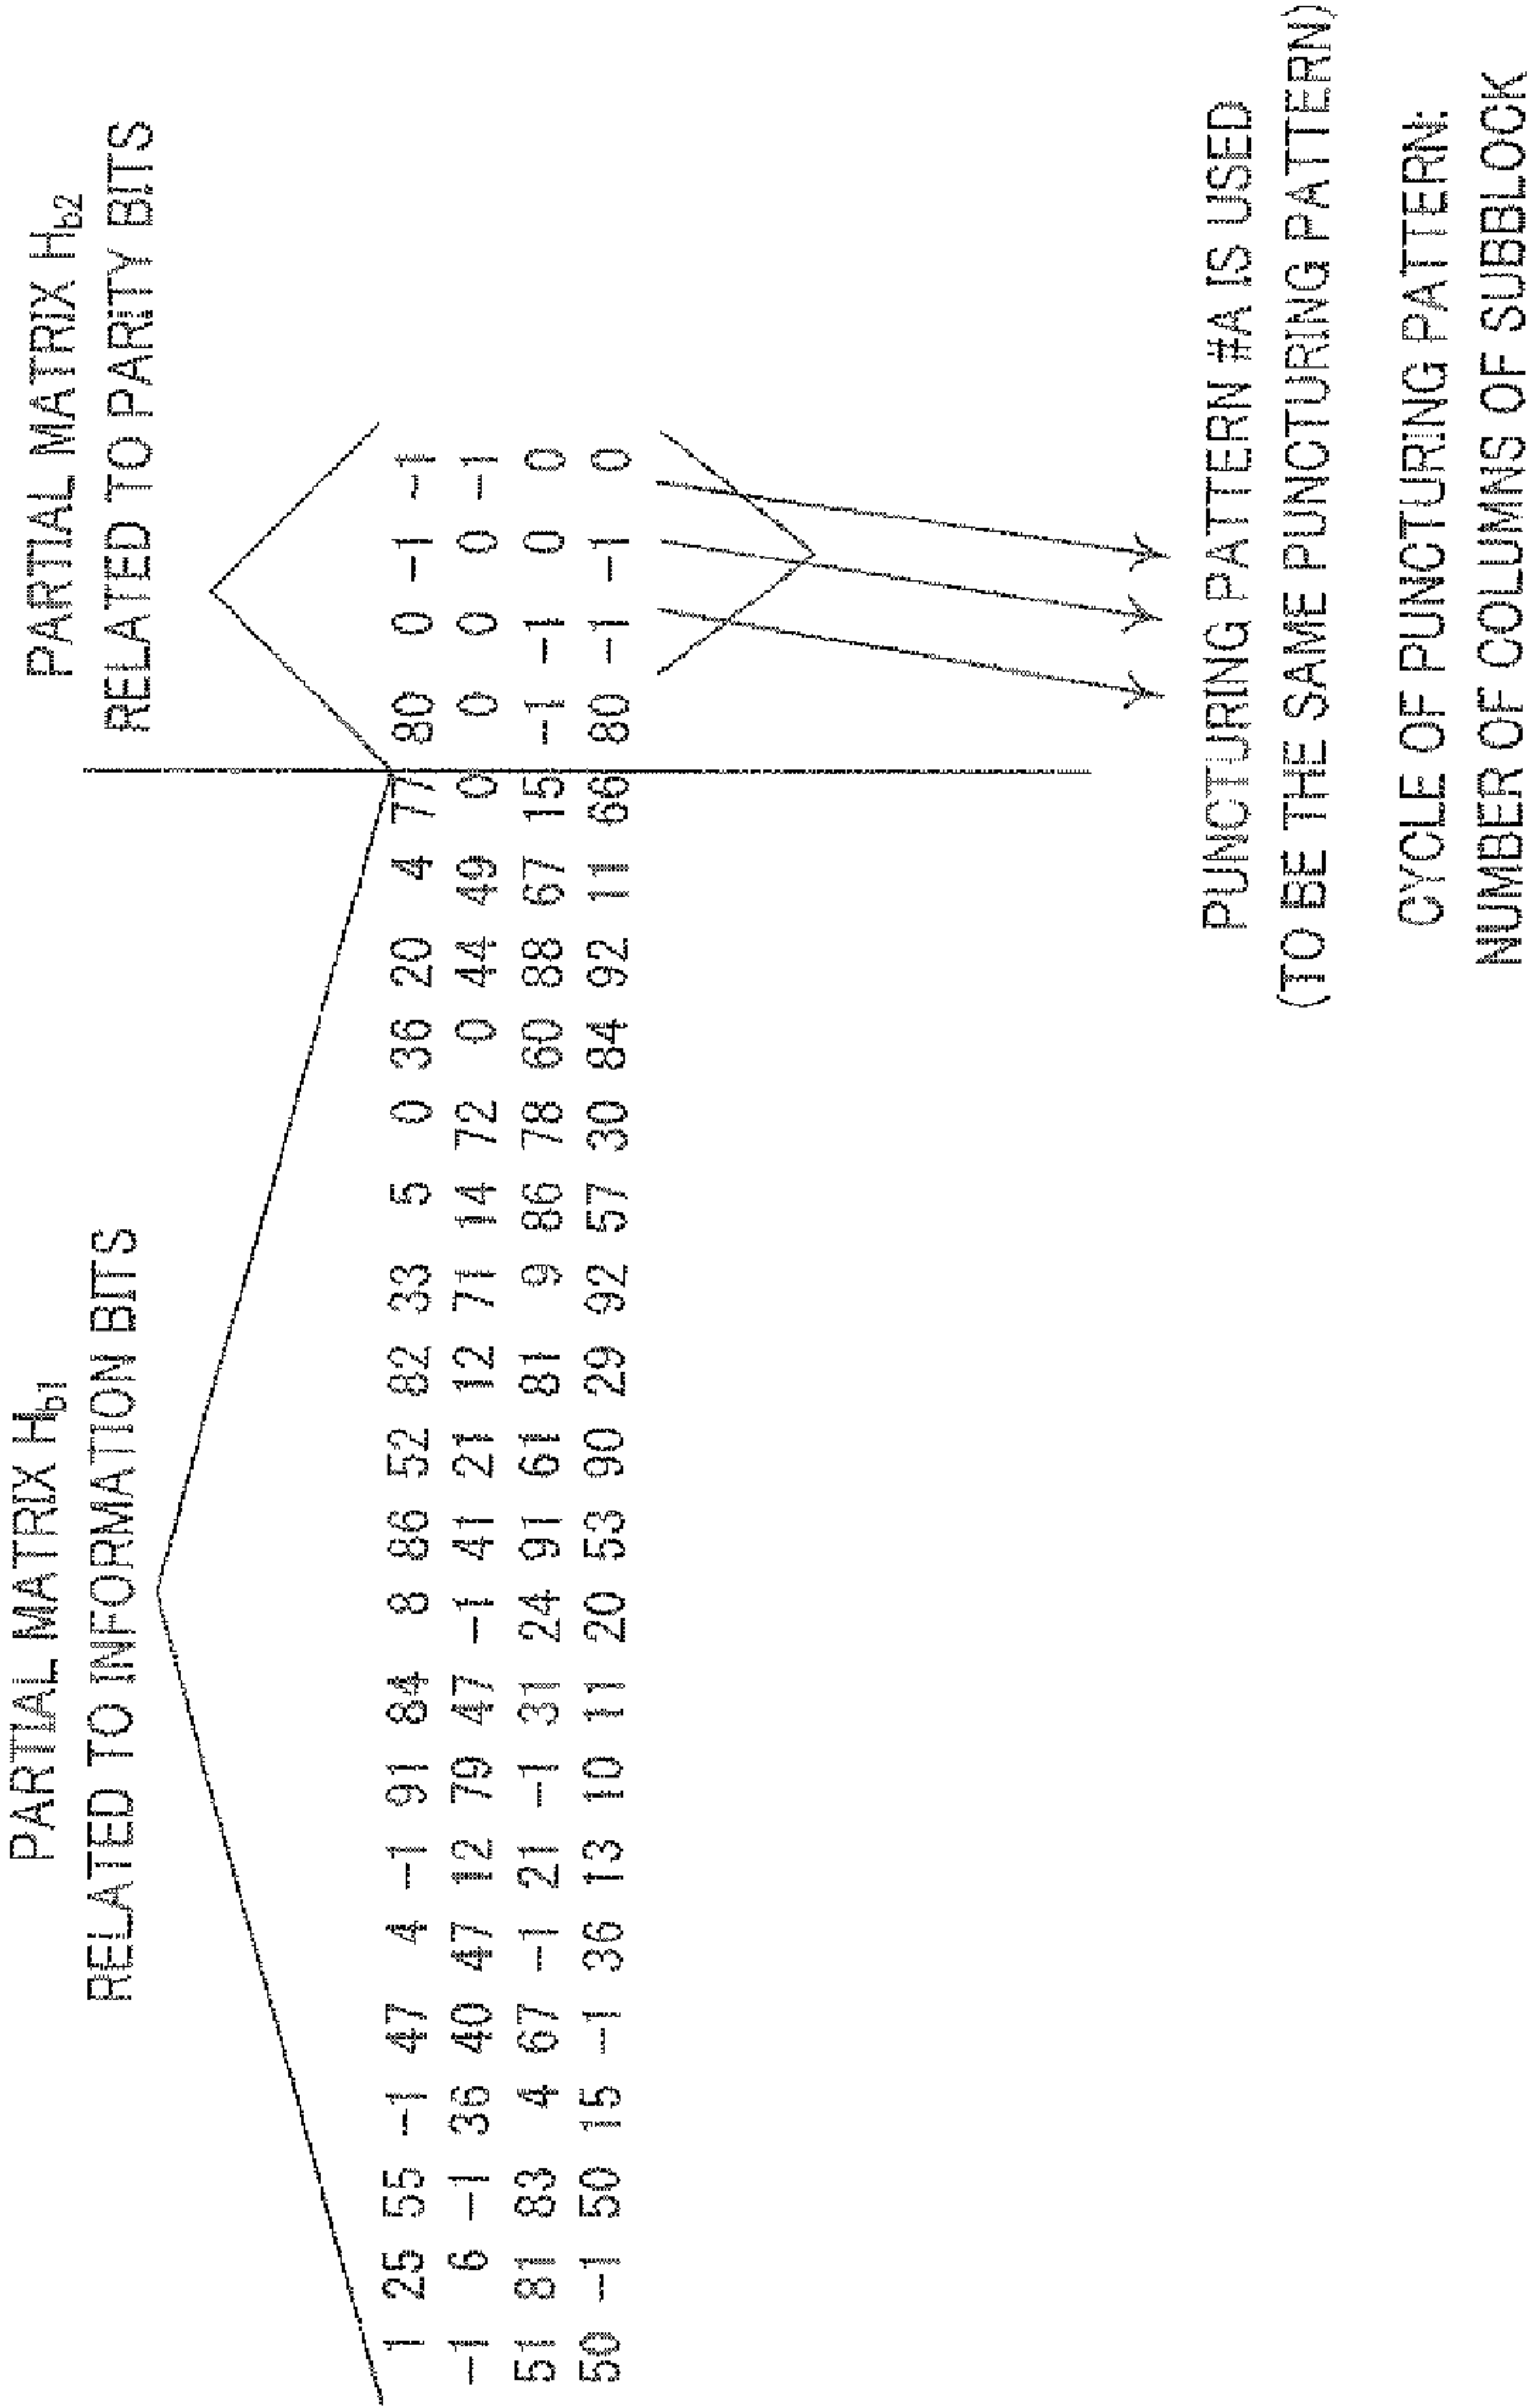 PARTIAL MATRIX Hb1
RELATED TO INFORMATION BITS
PARTIAL MATRIX Hb2
RELATED TO PARITY BITS
1 25 55 -1 47 4 -1 91 84 8 86 52 82 33 5 0 36 20 4 77 80 0 -1 -1
-1 6 -1 36 40 47 12 79 47 -1 41 21 12 71 14 72 0 44 49 0 0 0 0 -1
51 81 83 4 67 -1 21 -1 31 24 91 61 81 9 86 78 60 88 67 15 -1 -1 0 0
50 -1 50 15 -1 36 13 10 11 20 53 90 29 92 57 30 84 92 11 66 80 -1 -1 0
PUNCTURING PATTERN #A IS USED
(TO BE THE SAME PUNCTURING PATTERN)
CYCLE OF PUNCTURING PATTERN:
NUMBER OF COLUMNS OF SUBBLOCK